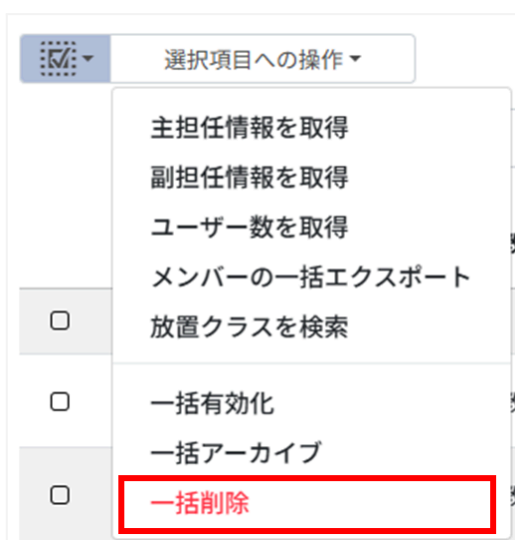 選択項目への操作
主担任情報を取得
副担任情報を取得
ユーザー数を取得
メンバーの一括エクスポート
放置クラスを検索
一括有効化
一括アーカイブ
一括削除